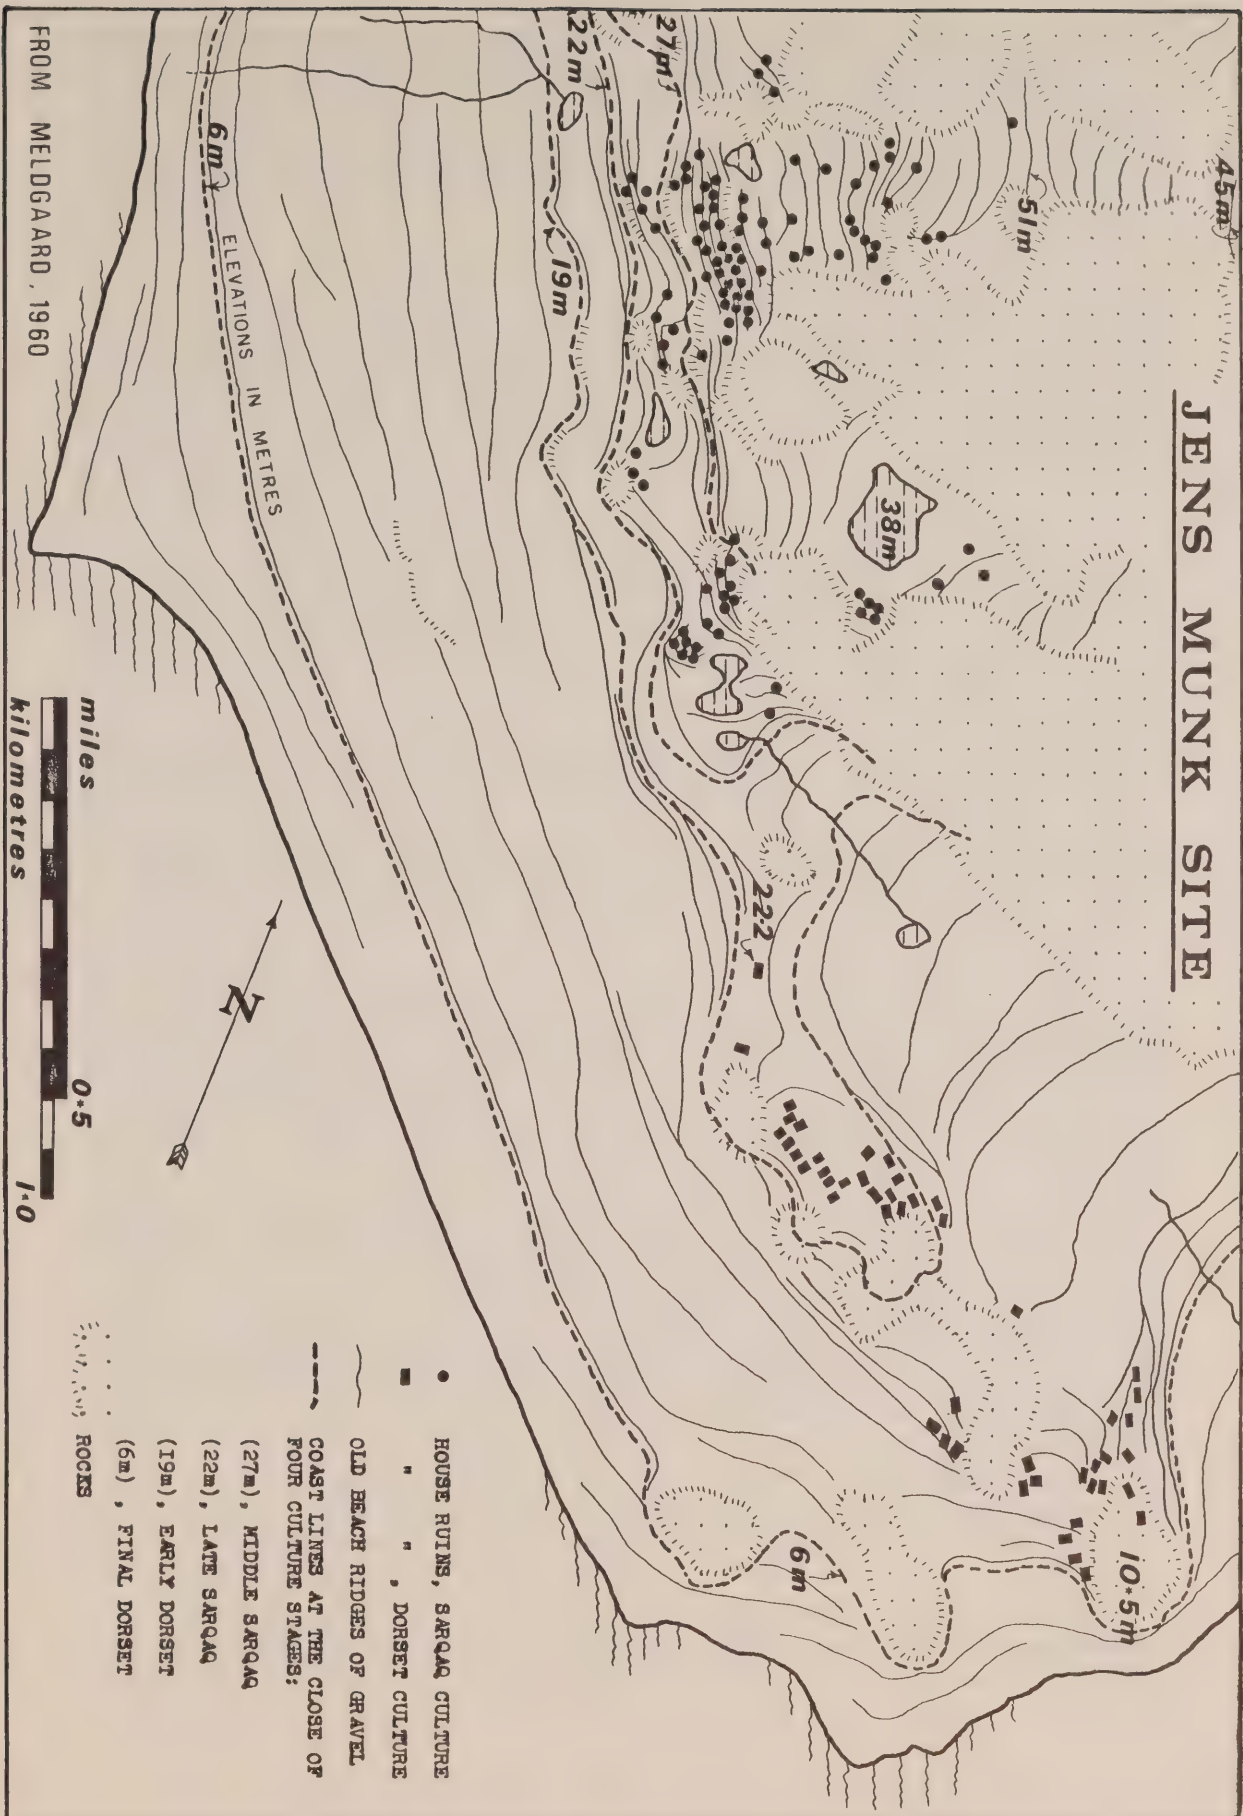 JENS MUNK SITE
45m
51m
27m
22m
19m
6m
38m
22·2
10·5m
6m
ELEVATIONS IN METRES
N
miles
0·5
kilometres
1·0
HOUSE RUINS, SARQAQ CULTURE
" " , DORSET CULTURE
OLD BEACH RIDGES OF GRAVEL
COAST LINES AT THE CLOSE OF
FOUR CULTURE STAGES:
(27m), MIDDLE SARQAQ
(22m), LATE SARQAQ
(19m), EARLY DORSET
(6m) , FINAL DORSET
ROCKS
FROM MELDGAARD, 1960